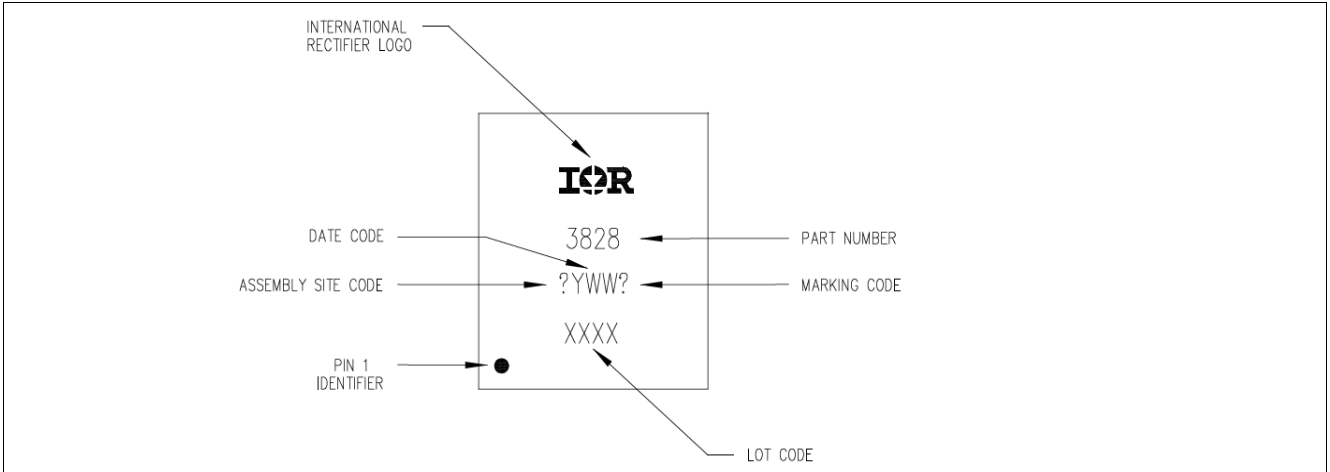 INTERNATIONAL
RECTIFIER LOGO
IOR
DATE CODE
3828
PART NUMBER
ASSEMBLY SITE CODE
?YWW?
MARKING CODE
XXXX
PIN 1
IDENTIFIER
LOT CODE